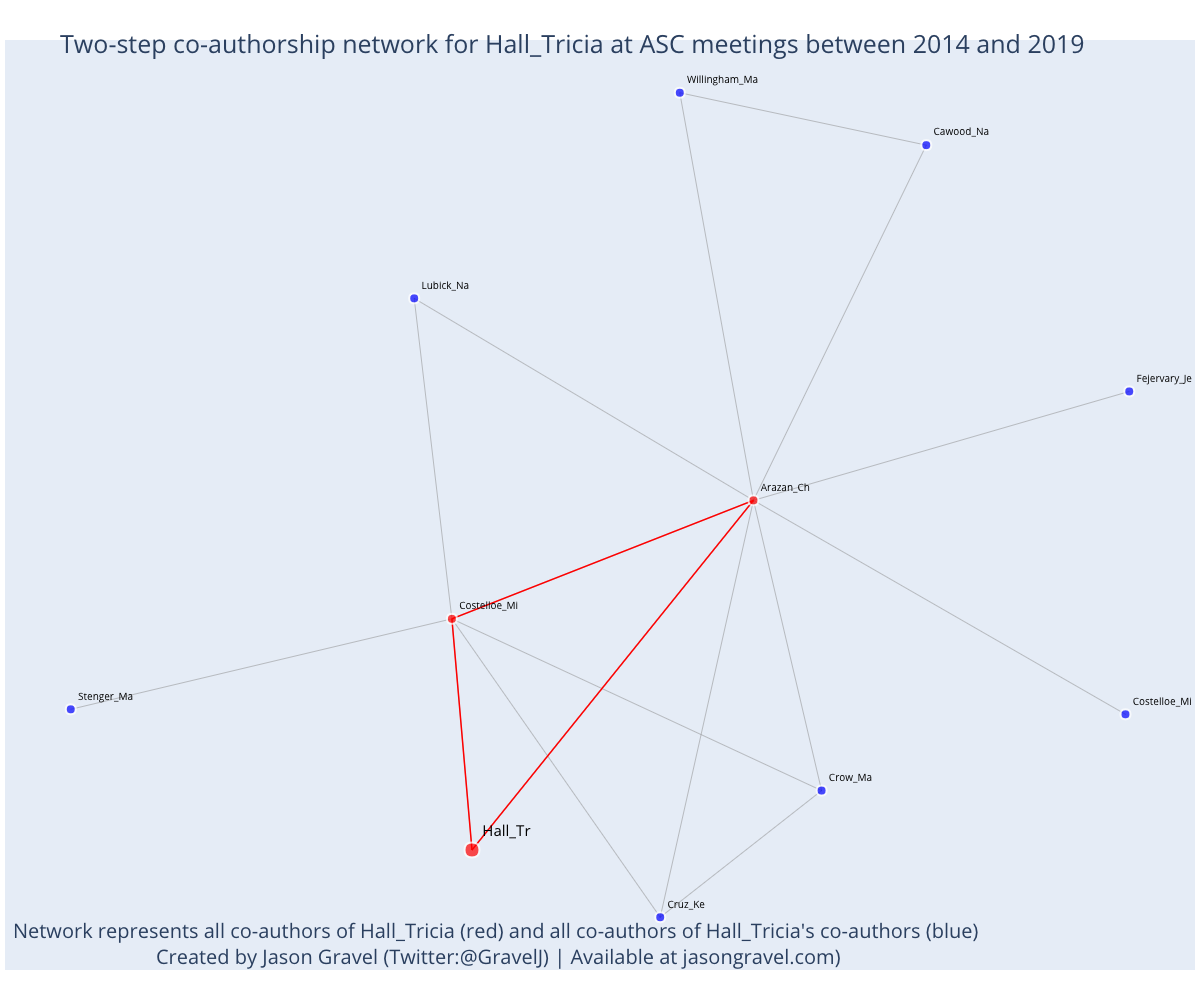 Two-step co-authorship network for Hall_Tricia at ASC meetings between 2014 and 2019
Willingham_Ma
Cawood_Na
Lubick_Na
Fejervary_Je
Arazan_Ch
Costelloe_Mi
Stenger_Ma
Costelloe_Mi
Crow_Ma
Hall_Tr
Cruz_Ke
Network represents all co-authors of Hall_Tricia (red) and all co-authors of Hall_Tricia's co-authors (blue)
Created by Jason Gravel (Twitter:@GravelJ) | Available at jasongravel.com)